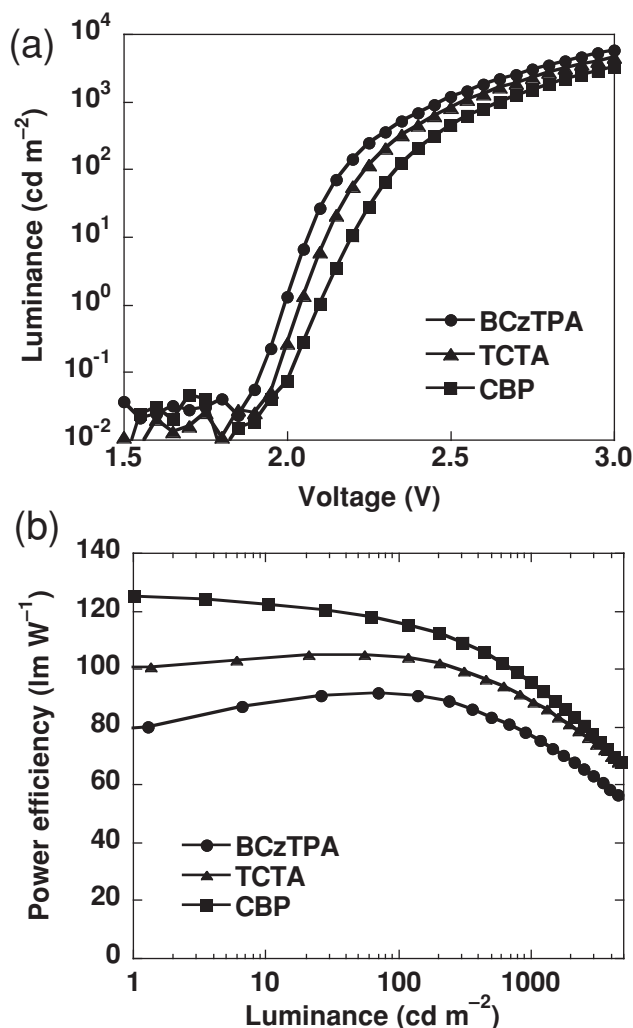 (a)
Luminance (cd m⁻²)
10⁴
10³
10²
10¹
10⁰
10⁻¹
10⁻²
BCzTPA
TCTA
CBP
1.5 2.0 2.5 3.0
Voltage (V)
(b)
Power efficiency (lm W⁻¹)
140
120
100
80
60
40
20
0
BCzTPA
TCTA
CBP
1 10 100 1000
Luminance (cd m⁻²)